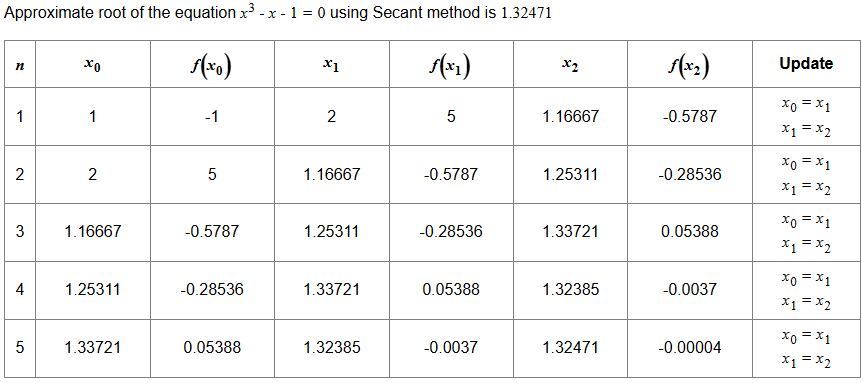 Approximate root of the equation x³ - x - 1 = 0 using Secant method is 1.32471
n x₀ f(x₀) x₁ f(x₁) x₂ f(x₂) Update
1 1 -1 2 5 1.16667 -0.5787 x₀ = x₁
x₁ = x₂
2 2 5 1.16667 -0.5787 1.25311 -0.28536 x₀ = x₁
x₁ = x₂
3 1.16667 -0.5787 1.25311 -0.28536 1.33721 0.05388 x₀ = x₁
x₁ = x₂
4 1.25311 -0.28536 1.33721 0.05388 1.32385 -0.0037 x₀ = x₁
x₁ = x₂
5 1.33721 0.05388 1.32385 -0.0037 1.32471 -0.00004 x₀ = x₁
x₁ = x₂